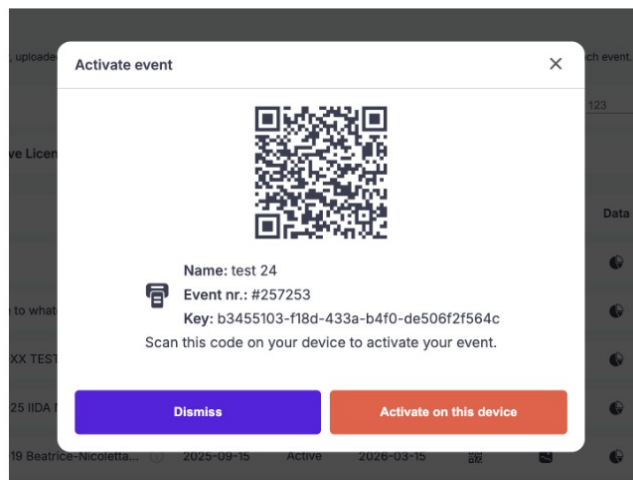 , uploade
ch event.
Activate event
123
ve Licen
Data
Name: test 24
Event nr.: #257253
to what
Key: b3455103-f18d-433a-b4f0-de506f2f564c
Scan this code on your device to activate your event.
XX TEST
Dismiss
Activate on this device
25 IIDA
19 Beatrice-Nicoletta... 2025-09-15 Active 2026-03-15